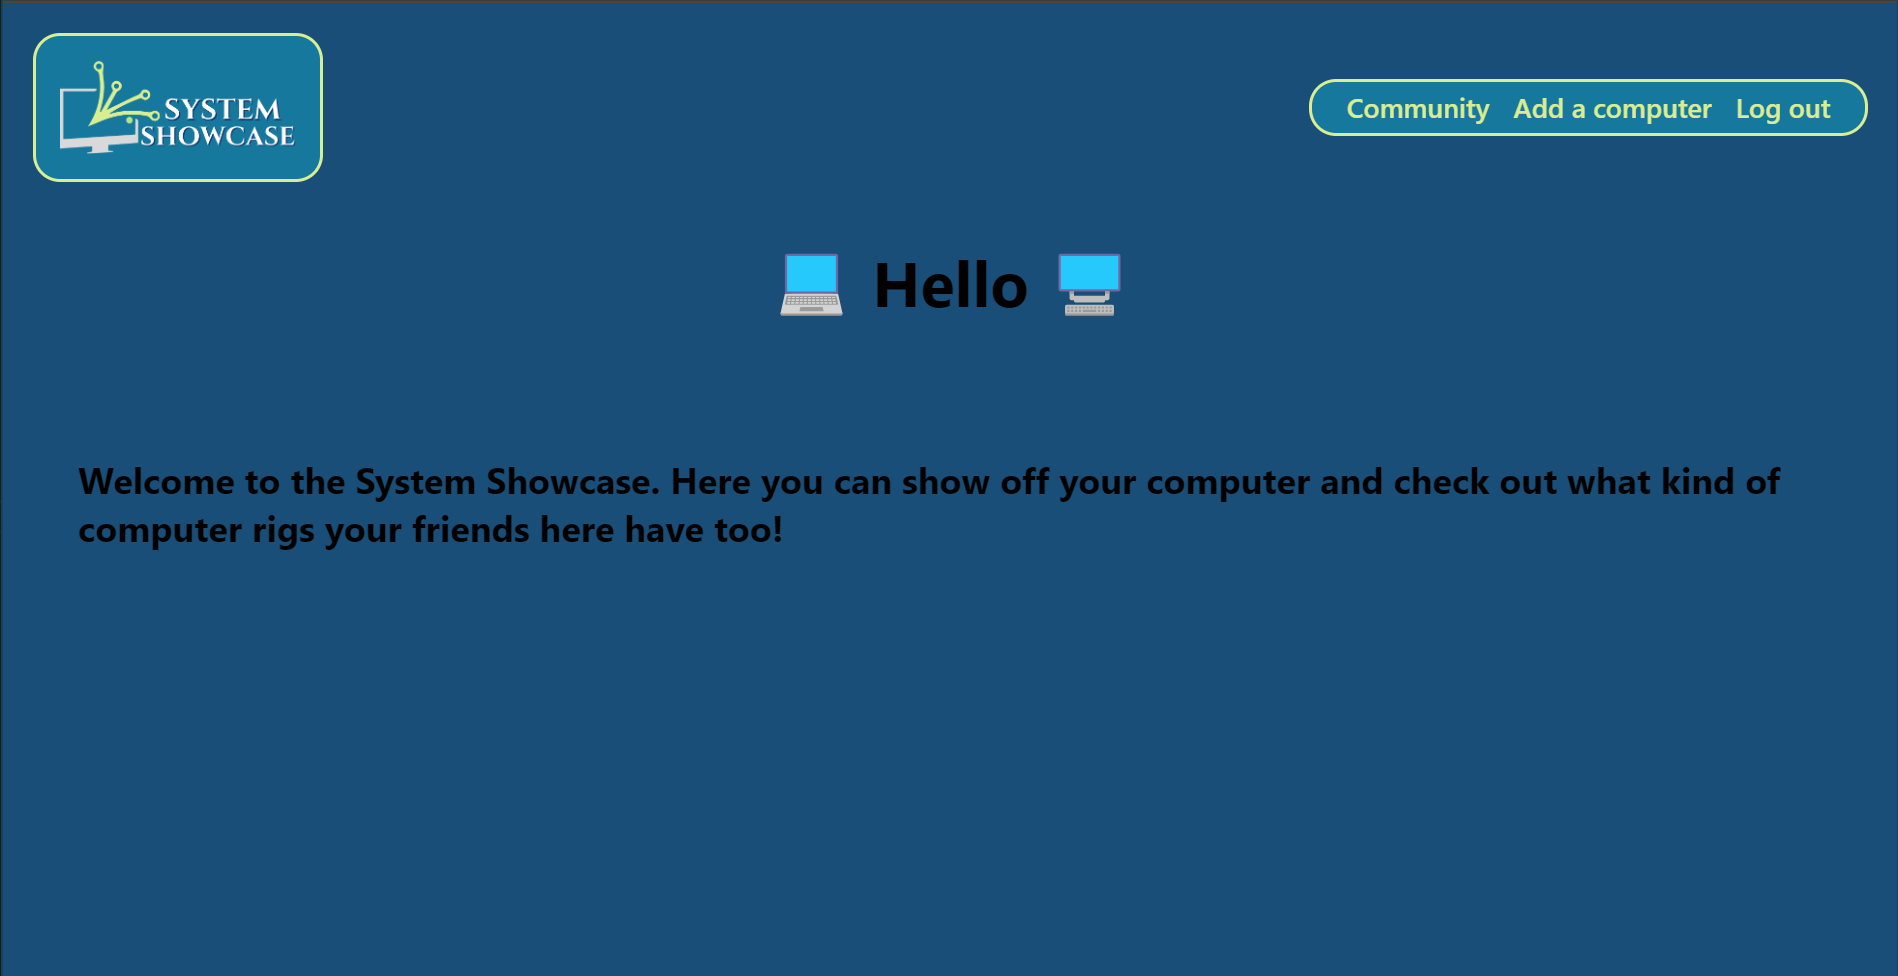 SYSTEM
SHOWCASE
Community Add a computer Log out
Hello
Welcome to the System Showcase. Here you can show off your computer and check out what kind of
computer rigs your friends here have too!